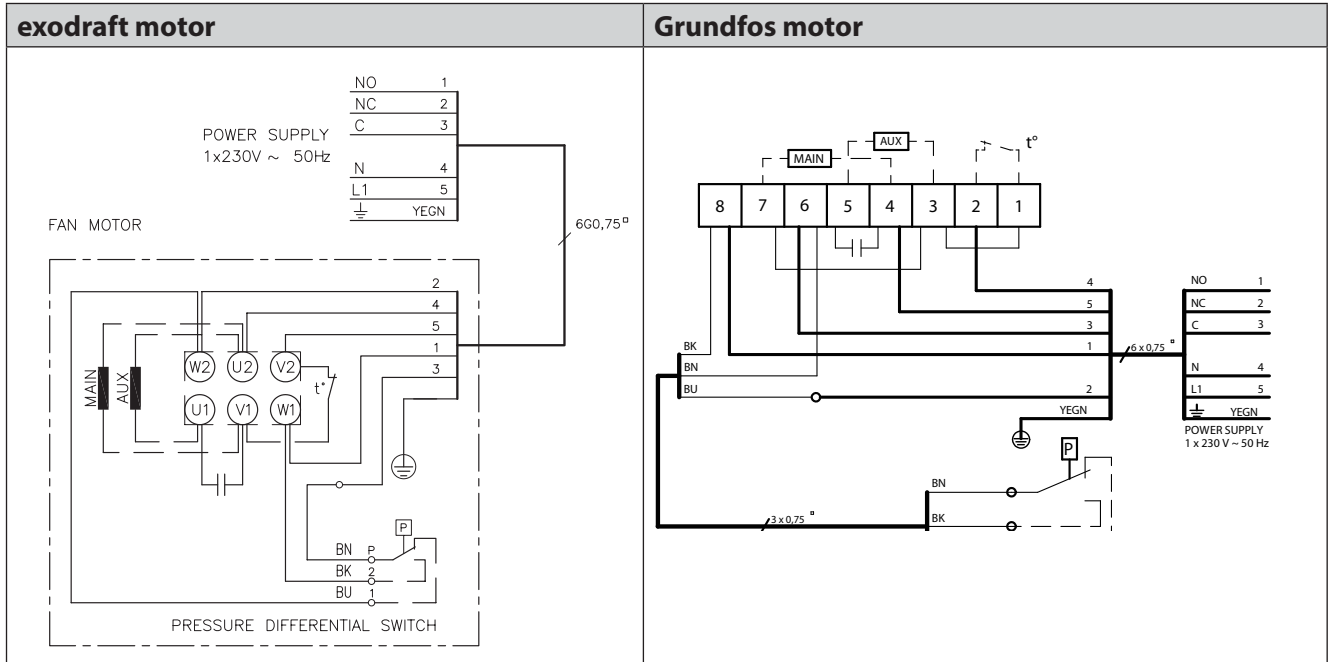 exodraft motor
NO 1
NC 2
C 3
POWER SUPPLY
1x230V ~ 50Hz
N 4
L1 5
YEGN
6G0,75
FAN MOTOR
2
4
5
1
3
MAIN
AUX
W2 U2 V2
t°
U1 V1 W1
P
BN P
BK 2
BU 1
PRESSURE DIFFERENTIAL SWITCH
Grundfos motor
AUX
t°
MAIN
8 7 6 5 4 3 2 1
4
5
3
1
2
YEGN
BK
BN
BU
6 x 0,75
NO 1
NC 2
C 3
N 4
L1 5
YEGN
POWER SUPPLY
1 x 230 V ~ 50 Hz
P
BN
BK
3 x 0,75